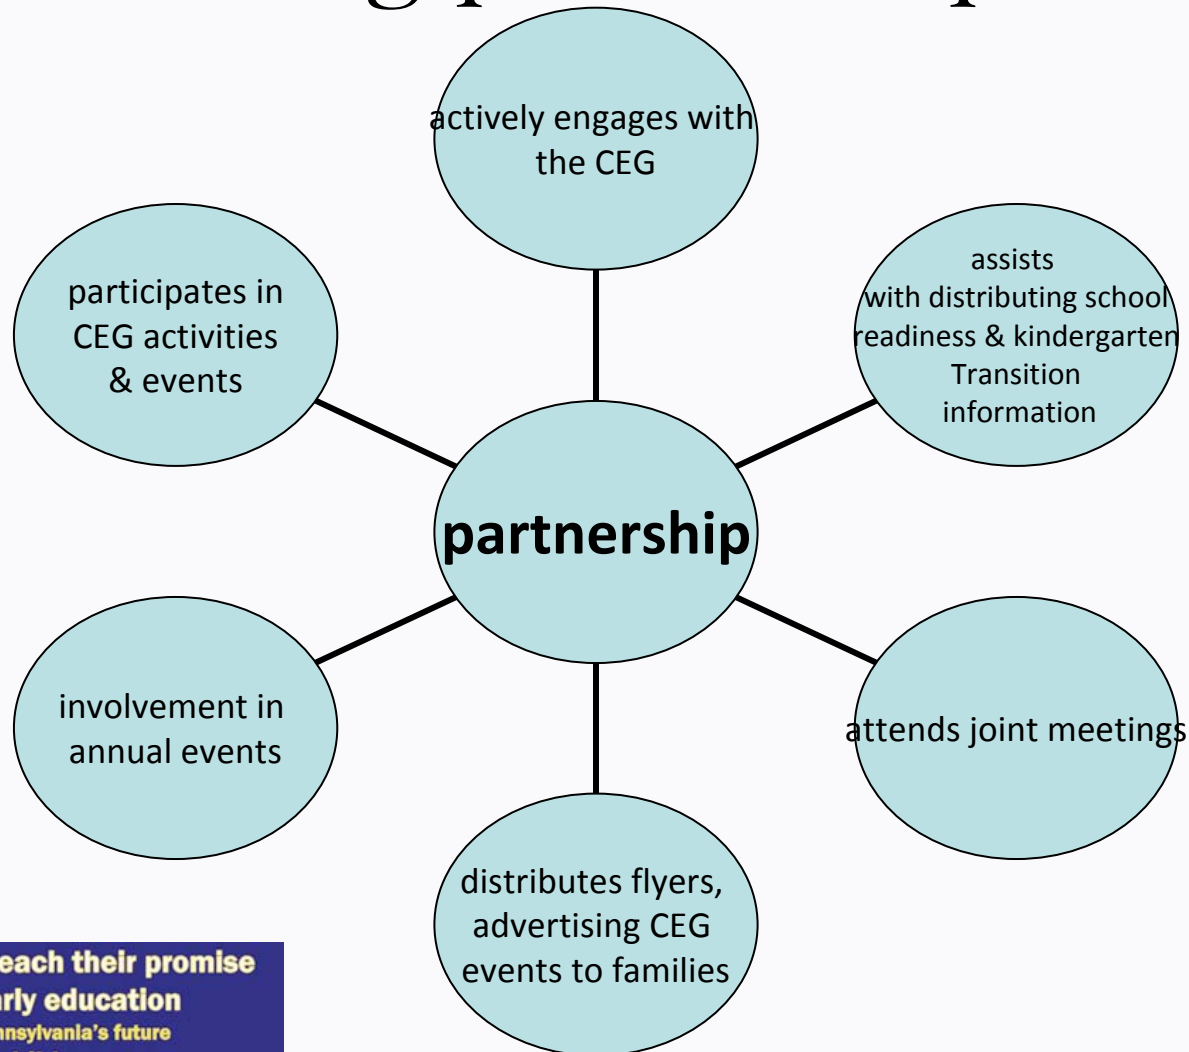 actively engages with
the CEG
assists
with distributing school
readiness & kindergarten
Transition
information
participates in
CEG activities
& events
partnership
involvement in
annual events
attends joint meetings
distributes flyers,
advertising CEG
events to families
each their promise
rly education
nnsylvania's future